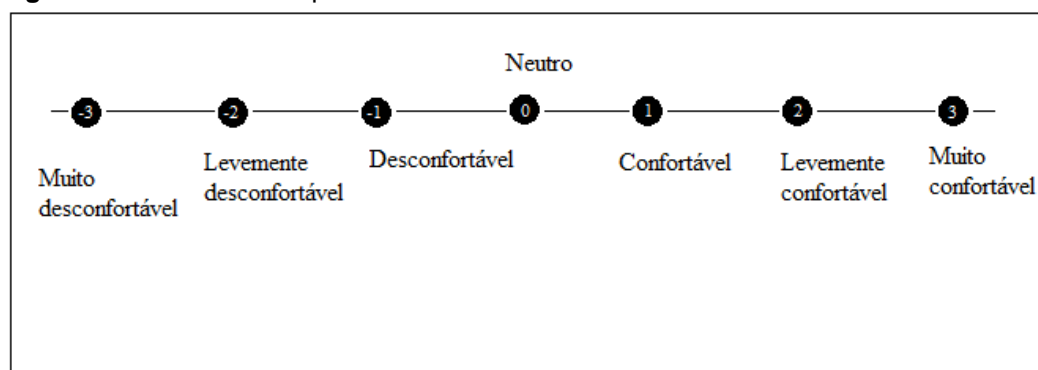 Neutro
-3 -2 -1 0 1 2 3
Muito
desconfortável
Levemente
desconfortável
Desconfortável
Confortável
Levemente
confortável
Muito
confortável